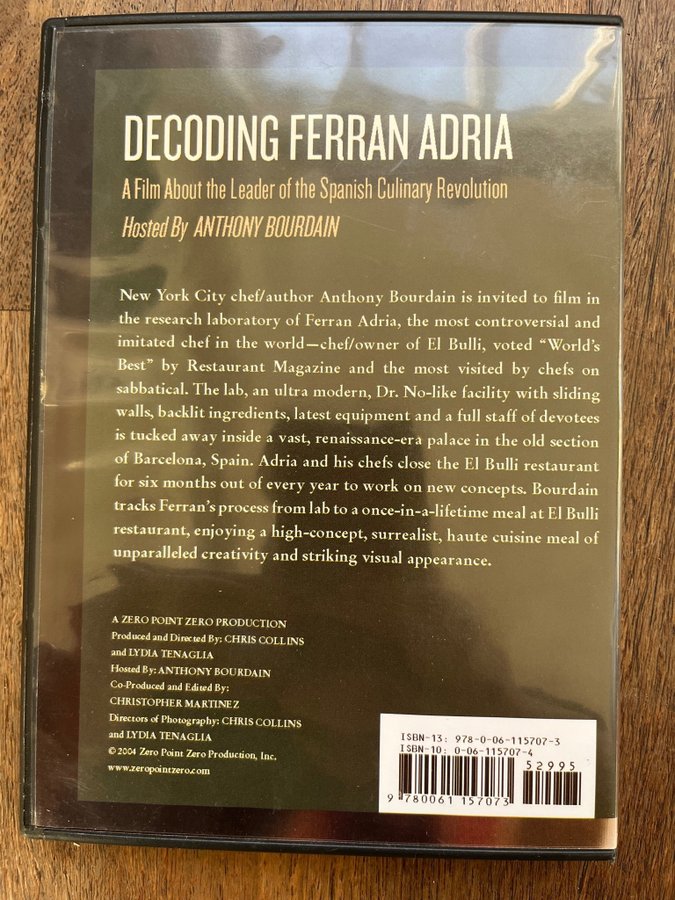 DECODING FERRAN ADRIA
A Film About the Leader of the Spanish Culinary Revolution
Hosted By ANTHONY BOURDAIN
New York City chef/author Anthony Bourdain is invited to film in
the research laboratory of Ferran Adria, the most controversial and
imitated chef in the world—chef/owner of El Bulli, voted “World’s
Best” by Restaurant Magazine and the most visited by chefs on
sabbatical. The lab, an ultra modern, Dr. No-like facility with sliding
walls, backlit ingredients, latest equipment and a full staff of devotees
is tucked away inside a vast, renaissance-era palace in the old section
of Barcelona, Spain. Adria and his chefs close the El Bulli restaurant
for six months out of every year to work on new concepts. Bourdain
tracks Ferran’s process from lab to a once-in-a-lifetime meal at El Bulli
restaurant, enjoying a high-concept, surrealist, haute cuisine meal of
unparalleled creativity and striking visual appearance.
A ZERO POINT ZERO PRODUCTION
Produced and Directed By: CHRIS COLLINS
and LYDIA TENAGLIA
Hosted By: ANTHONY BOURDAIN
Co-Produced and Edited By:
CHRISTOPHER MARTINEZ
Directors of Photography: CHRIS COLLINS
and LYDIA TENAGLIA
© 2004 Zero Point Zero Production, Inc.
www.zeropointzero.com
ISBN-13: 978-0-06-115707-3
ISBN-10: 0-06-115707-4
52995
9 780061 157073